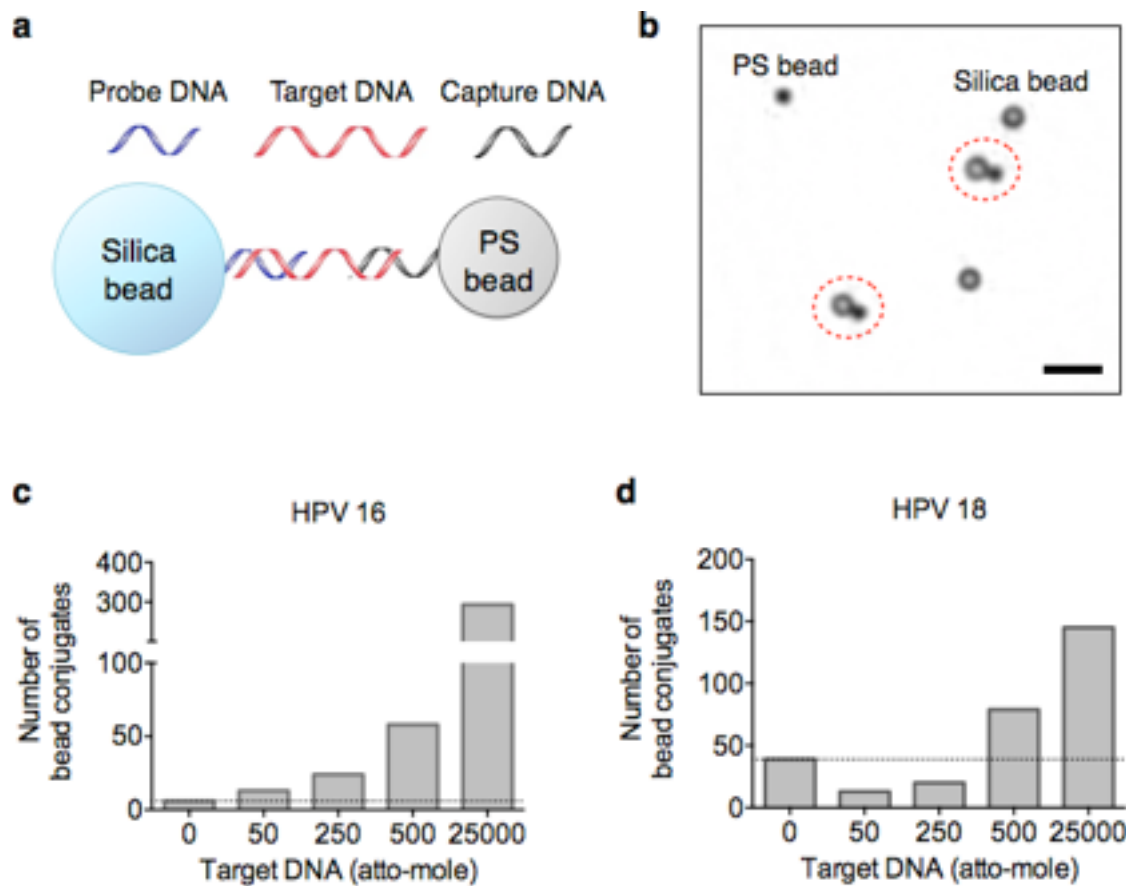 a
Probe DNA Target DNA Capture DNA
Silica
bead
PS
bead
b
PS bead
Silica bead
c
HPV 16
Number of
bead conjugates
400
300
100
50
0
0 50 250 500 25000
Target DNA (atto-mole)
d
HPV 18
Number of
bead conjugates
200
150
100
50
0
0 50 250 500 25000
Target DNA (atto-mole)